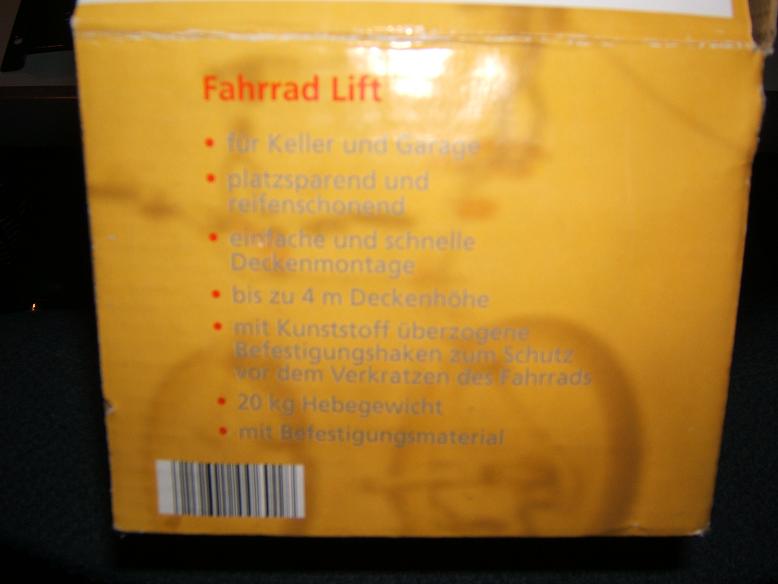 Fahrrad Lift
• für Keller und Garage
• platzsparend und
reifenschonend
• einfache und schnelle
Deckenmontage
• bis zu 4 m Deckenhöhe
• mit Kunststoff überzogene
Befestigungshaken zum Schutz
vor dem Verkratzen des Fahrrads
• 20 kg Hebegewicht
• mit Befestigungsmaterial